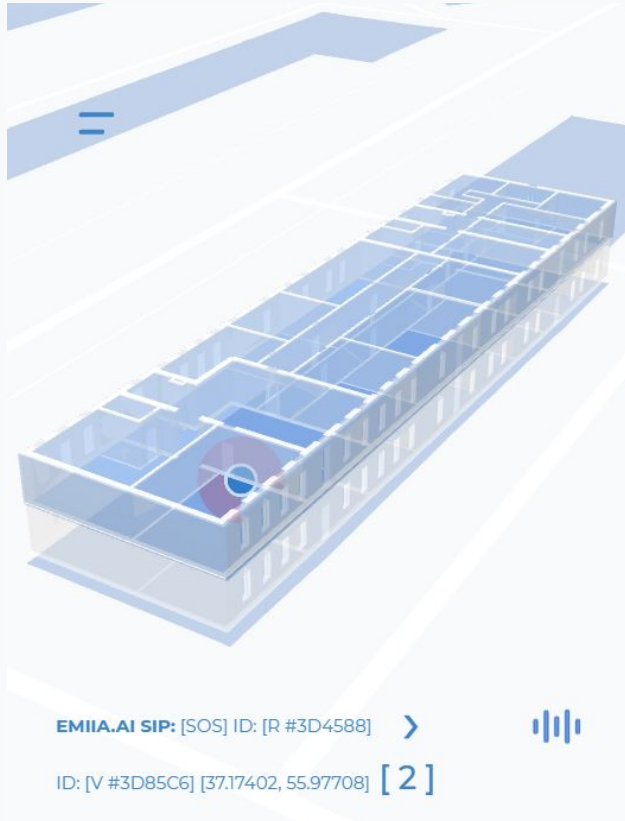 EMIIA.AI SIP: [SOS] ID: [R #3D4588]
ID: [V #3D85C6] [37.17402, 55.97708] [ 2 ]